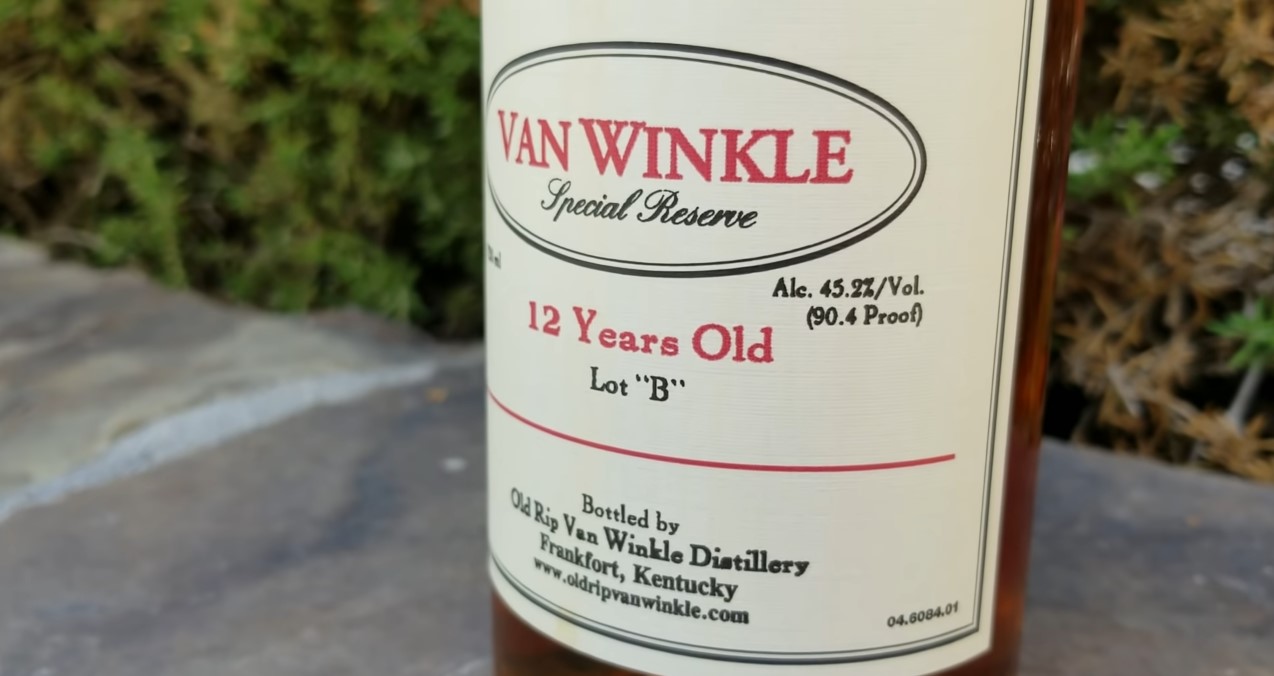 VAN WINKLE
Special Reserve
Alc. 45.2%/Vol.
(90.4 Proof)
12 Years Old
Lot "B"
Bottled by
Old Rip Van Winkle Distillery
Frankfort, Kentucky
www.oldripvanwinkle.com
04.6084.01